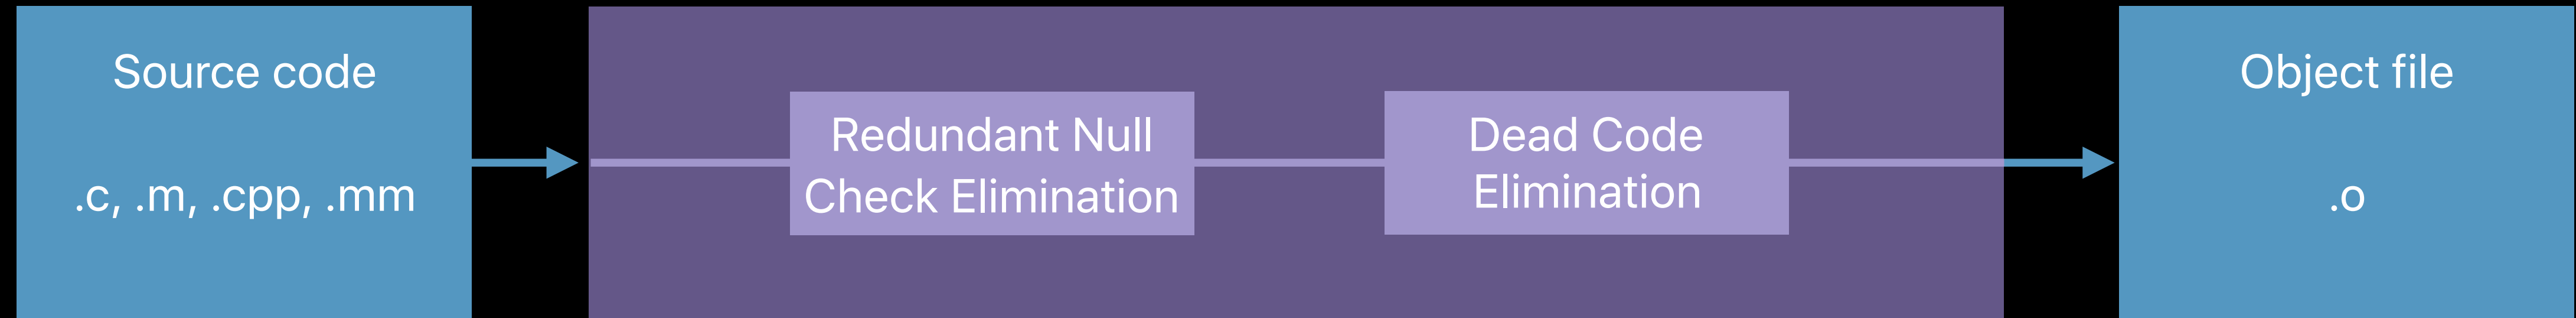 Source code
.c, .m, .cpp, .mm
Redundant Null
Check Elimination
Dead Code
Elimination
Object file
.o